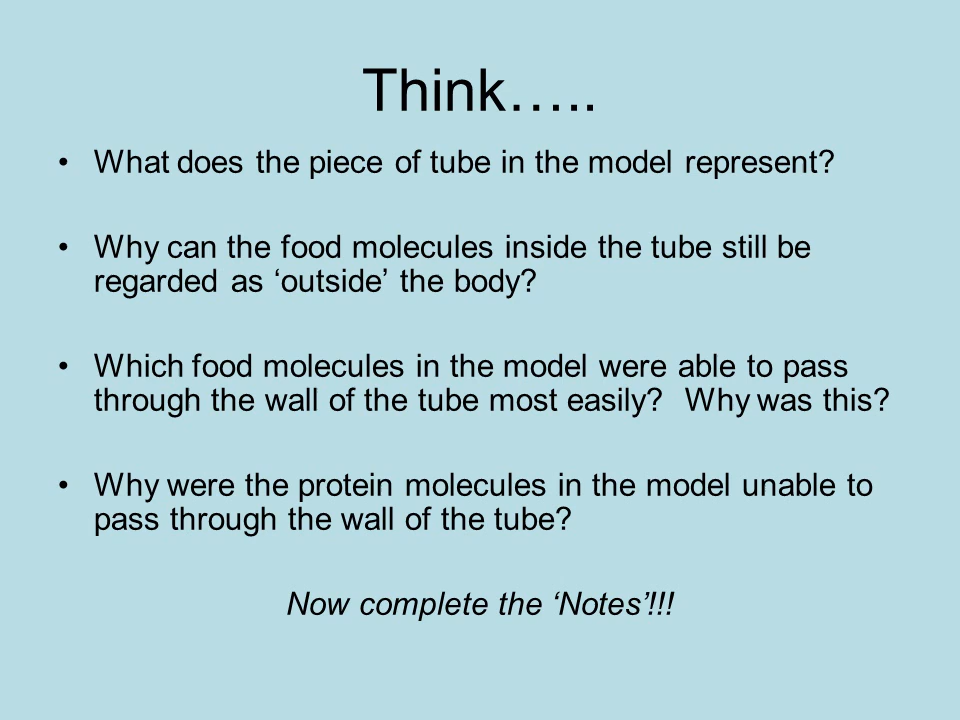 Think…..
• What does the piece of tube in the model represent?
• Why can the food molecules inside the tube still be
regarded as ‘outside’ the body?
• Which food molecules in the model were able to pass
through the wall of the tube most easily?  Why was this?
• Why were the protein molecules in the model unable to
pass through the wall of the tube?
Now complete the ‘Notes’!!!